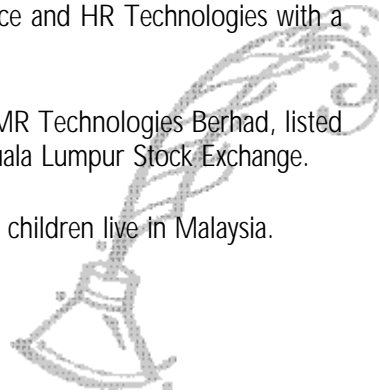 ce and HR Technologies with a
MR Technologies Berhad, listed
uala Lumpur Stock Exchange.
children live in Malaysia.